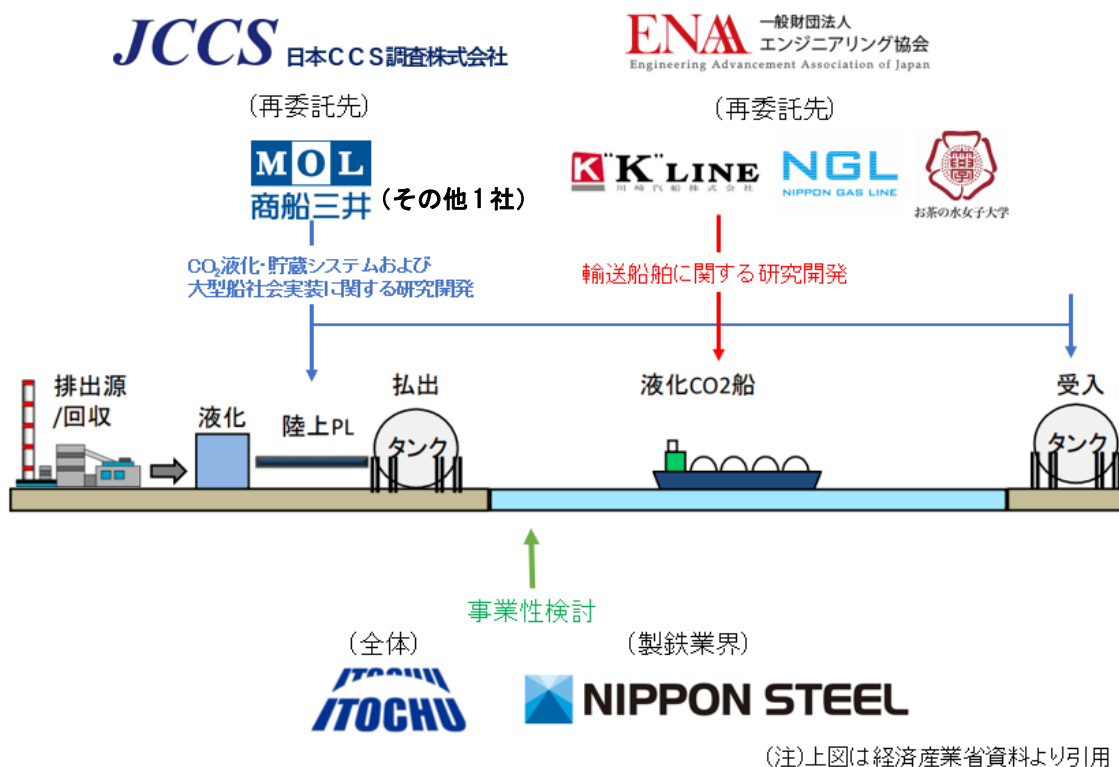 JCCS 日本CCS調査株式会社
ENAA 一般財団法人
エンジニアリング協会
Engineering Advancement Association of Japan
(再委託先)
(再委託先)
MOL
商船三井
(その他1社)
K "K" LINE
川崎汽船株式会社
NGL
NIPPON GAS LINE
お茶の水女子大学
CO₂液化・貯蔵システムおよび
大型船社会実装に関する研究開発
輸送船舶に関する研究開発
排出源
/回収
液化
陸上PL
払出
タンク
液化CO2船
受入
タンク
事業性検討
(全体)
(製鉄業界)
ITOCHU
ITOCHU
NIPPON STEEL
(注)上図は経済産業省資料より引用